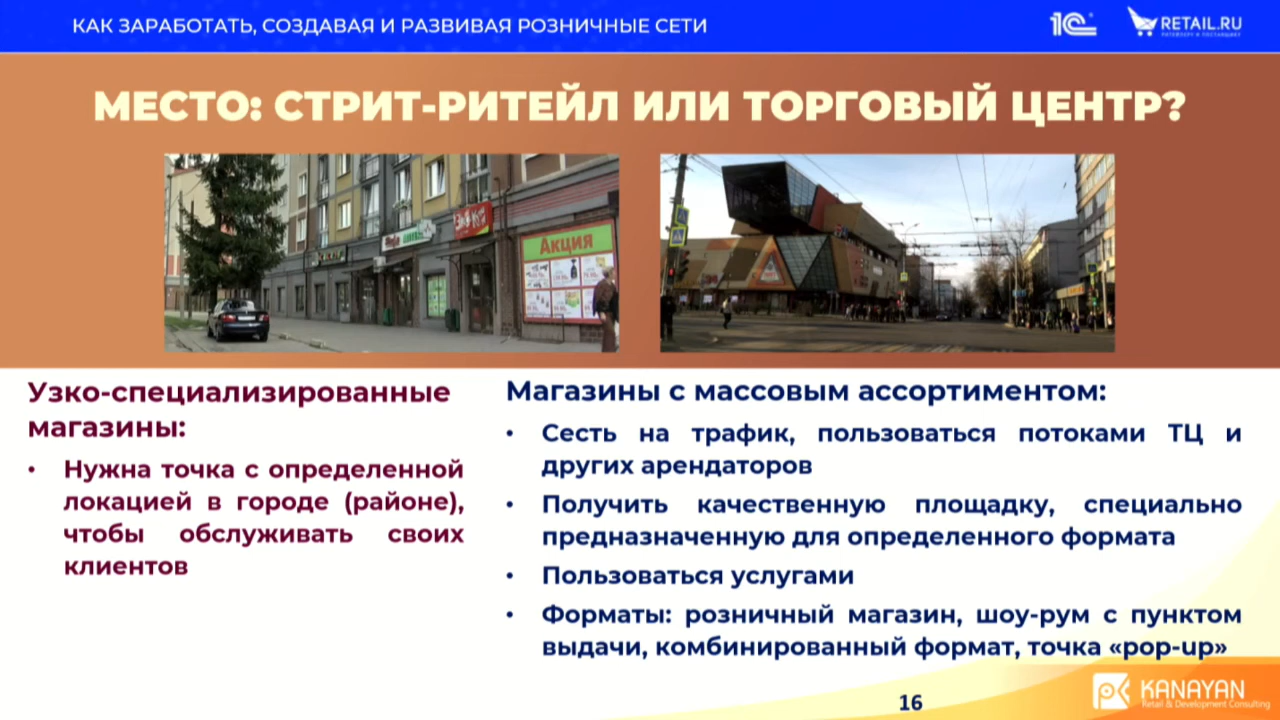 КАК ЗАРАБОТАТЬ, СОЗДАВАЯ И РАЗВИВАЯ РОЗНИЧНЫЕ СЕТИ
1С
RETAIL.RU
МЕСТО: СТРИТ-РИТЕЙЛ ИЛИ ТОРГОВЫЙ ЦЕНТР?
АКЦИЯ
Узко-специализированные
магазины:
• Нужна точка с определенной
локацией в городе (районе),
чтобы обслуживать своих
клиентов
Магазины с массовым ассортиментом:
• Сесть на трафик, пользоваться потоками ТЦ и
других арендаторов
• Получить качественную площадку, специально
предназначенную для определенного формата
• Пользоваться услугами
• Форматы: розничный магазин, шоу-рум с пунктом
выдачи, комбинированный формат, точка «pop-up»
16
KANAYAN
Retail & Development Consulting